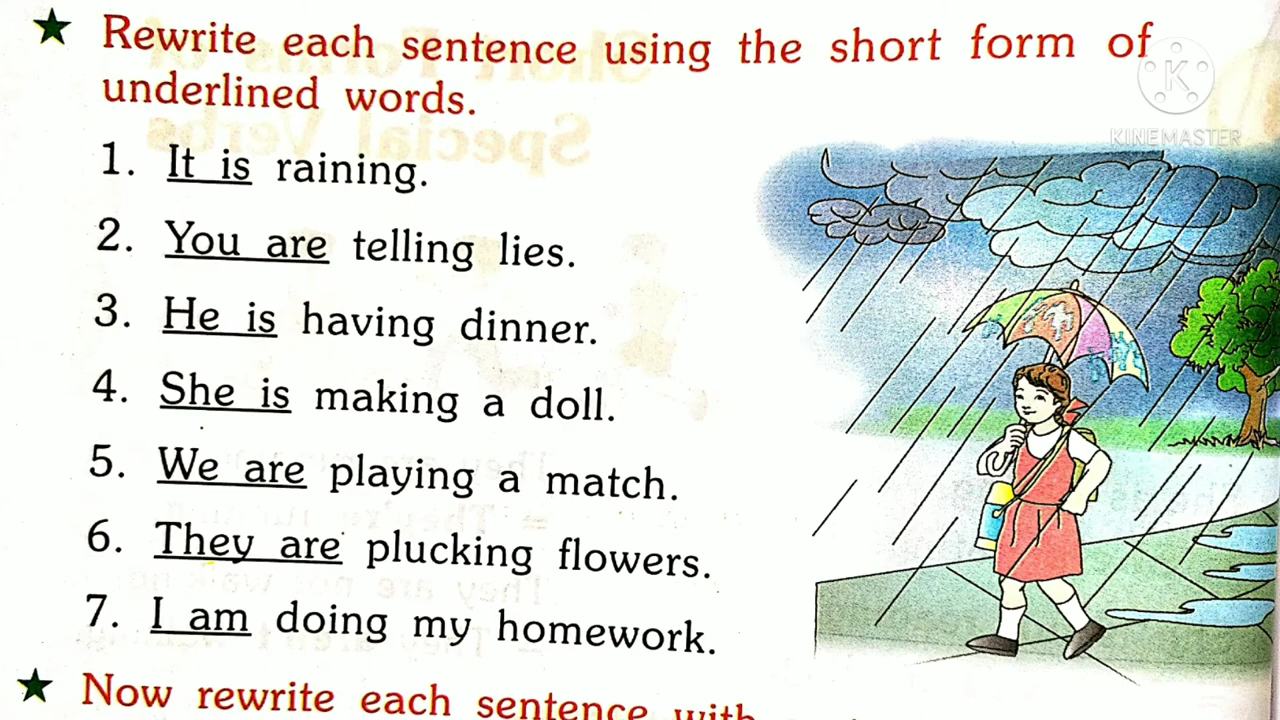 ★ Rewrite each sentence using the short form of
underlined words.
KINEMASTER
1. It is raining.
2. You are telling lies.
3. He is having dinner.
4. She is making a doll.
5. We are playing a match.
6. They are plucking flowers.
7. I am doing my homework.
★ Now rewrite each sentence with